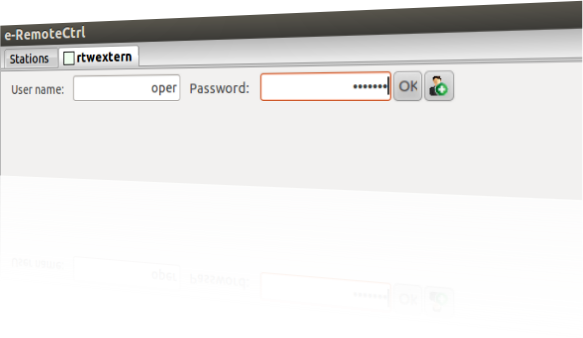 e-RemoteCtrl
Stations rtwextern
User name: oper Password: ••••••• OK